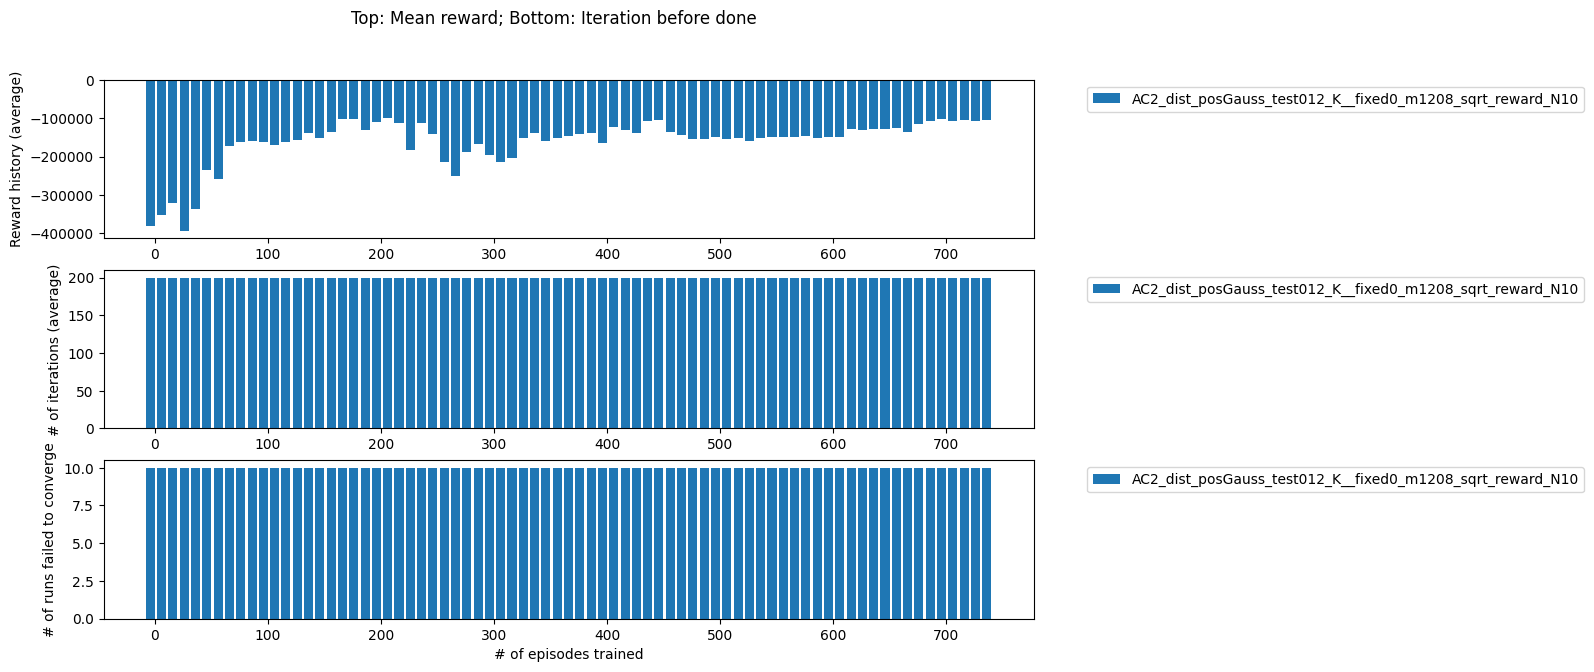 Top: Mean reward; Bottom: Iteration before done
Reward history (average)
0
−100000
−200000
−300000
−400000
0 100 200 300 400 500 600 700
AC2_dist_posGauss_test012_K__fixed0_m1208_sqrt_reward_N10
# of iterations (average)
200
150
100
50
0
0 100 200 300 400 500 600 700
AC2_dist_posGauss_test012_K__fixed0_m1208_sqrt_reward_N10
# of runs failed to converge
10.0
7.5
5.0
2.5
0.0
0 100 200 300 400 500 600 700
# of episodes trained
AC2_dist_posGauss_test012_K__fixed0_m1208_sqrt_reward_N10